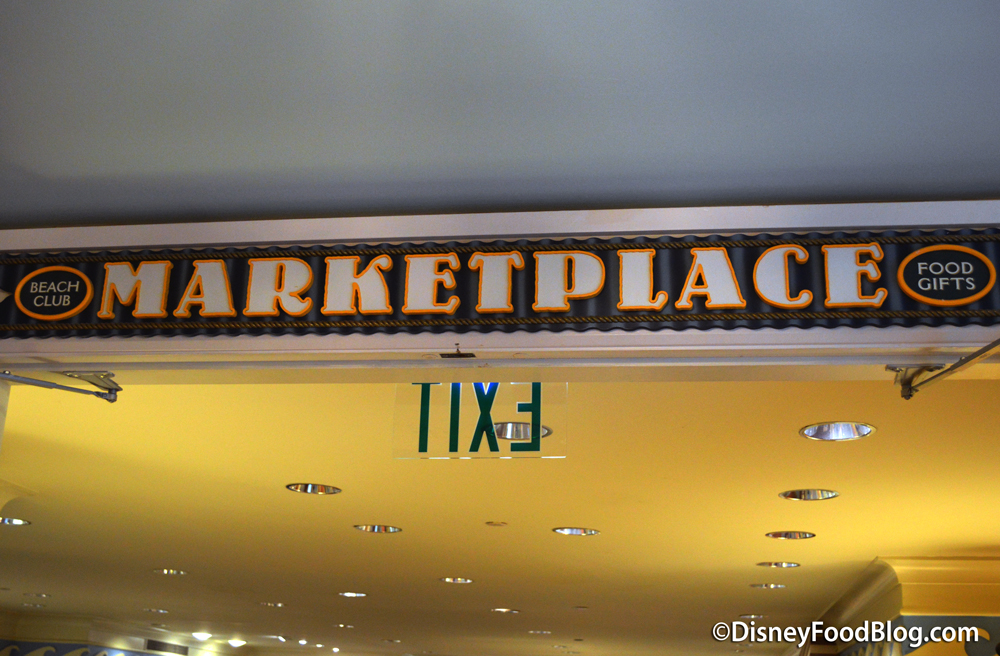 BEACH
CLUB
MARKETPLACE
FOOD
GIFTS
EXIT
©DisneyFoodBlog.com